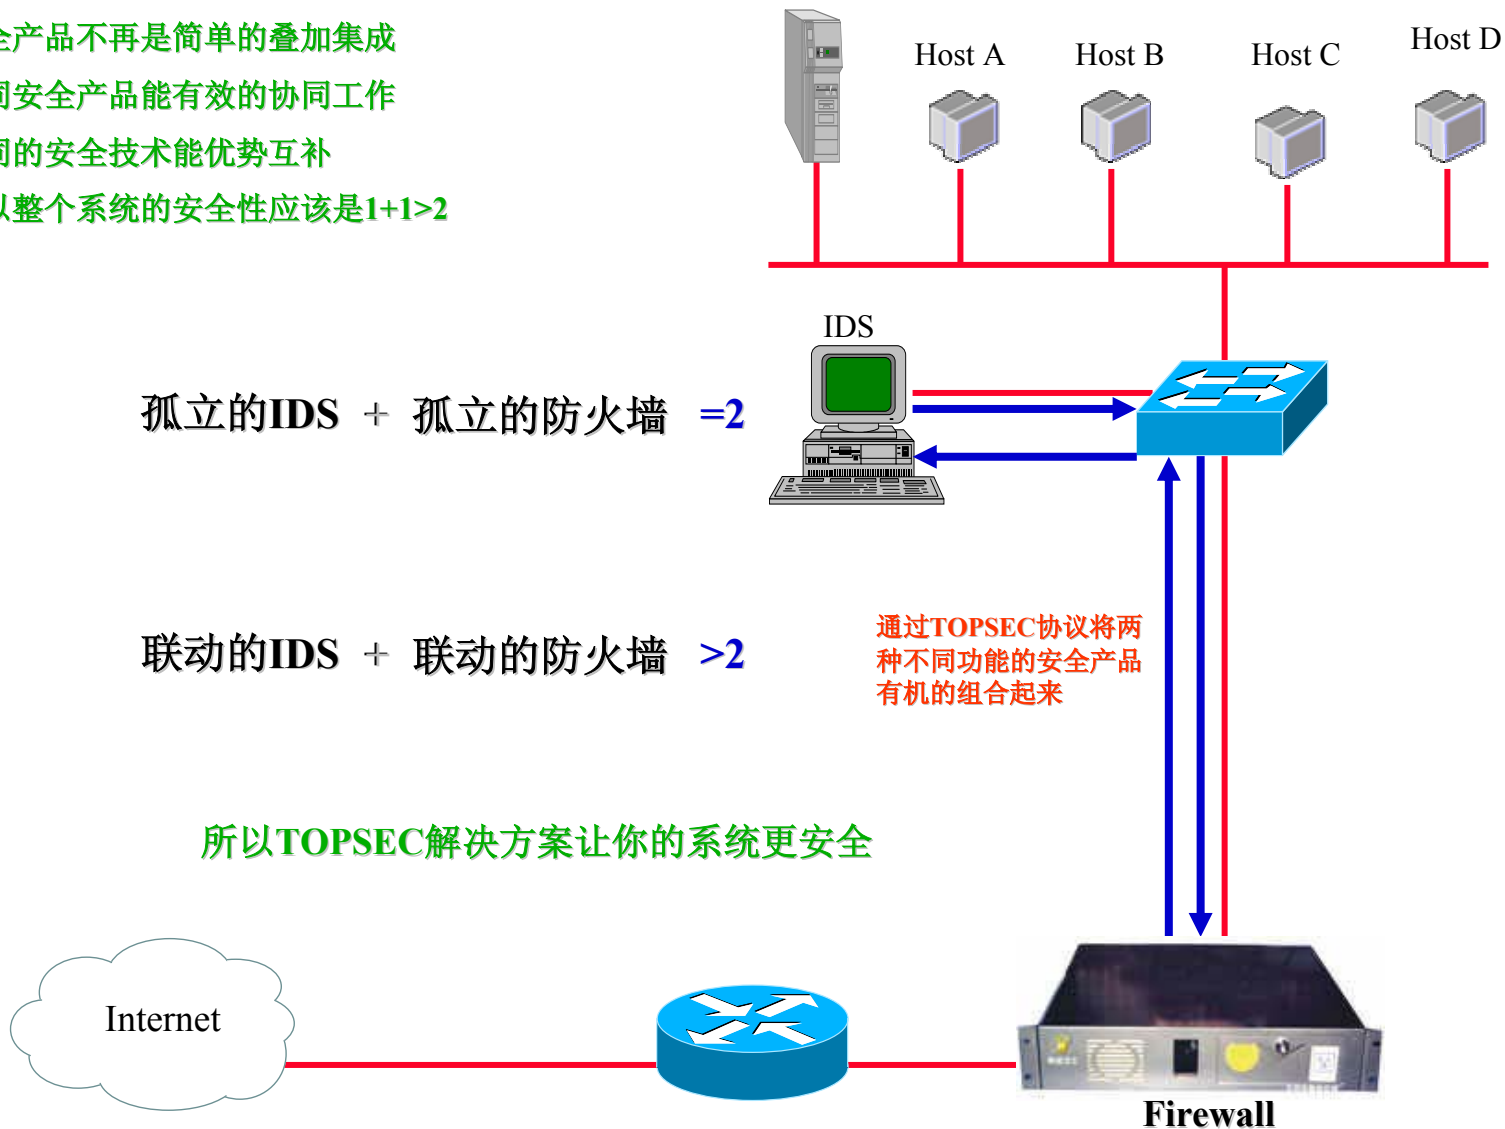 全产品不再是简单的叠加集成
同安全产品能有效的协同工作
同的安全技术能优势互补
以整个系统的安全性应该是1+1>2
Host A
Host B
Host C
Host D
IDS
孤立的IDS + 孤立的防火墙 =2
联动的IDS + 联动的防火墙 >2
通过TOPSEC协议将两
种不同功能的安全产品
有机的组合起来
所以TOPSEC解决方案让你的系统更安全
Internet
Firewall